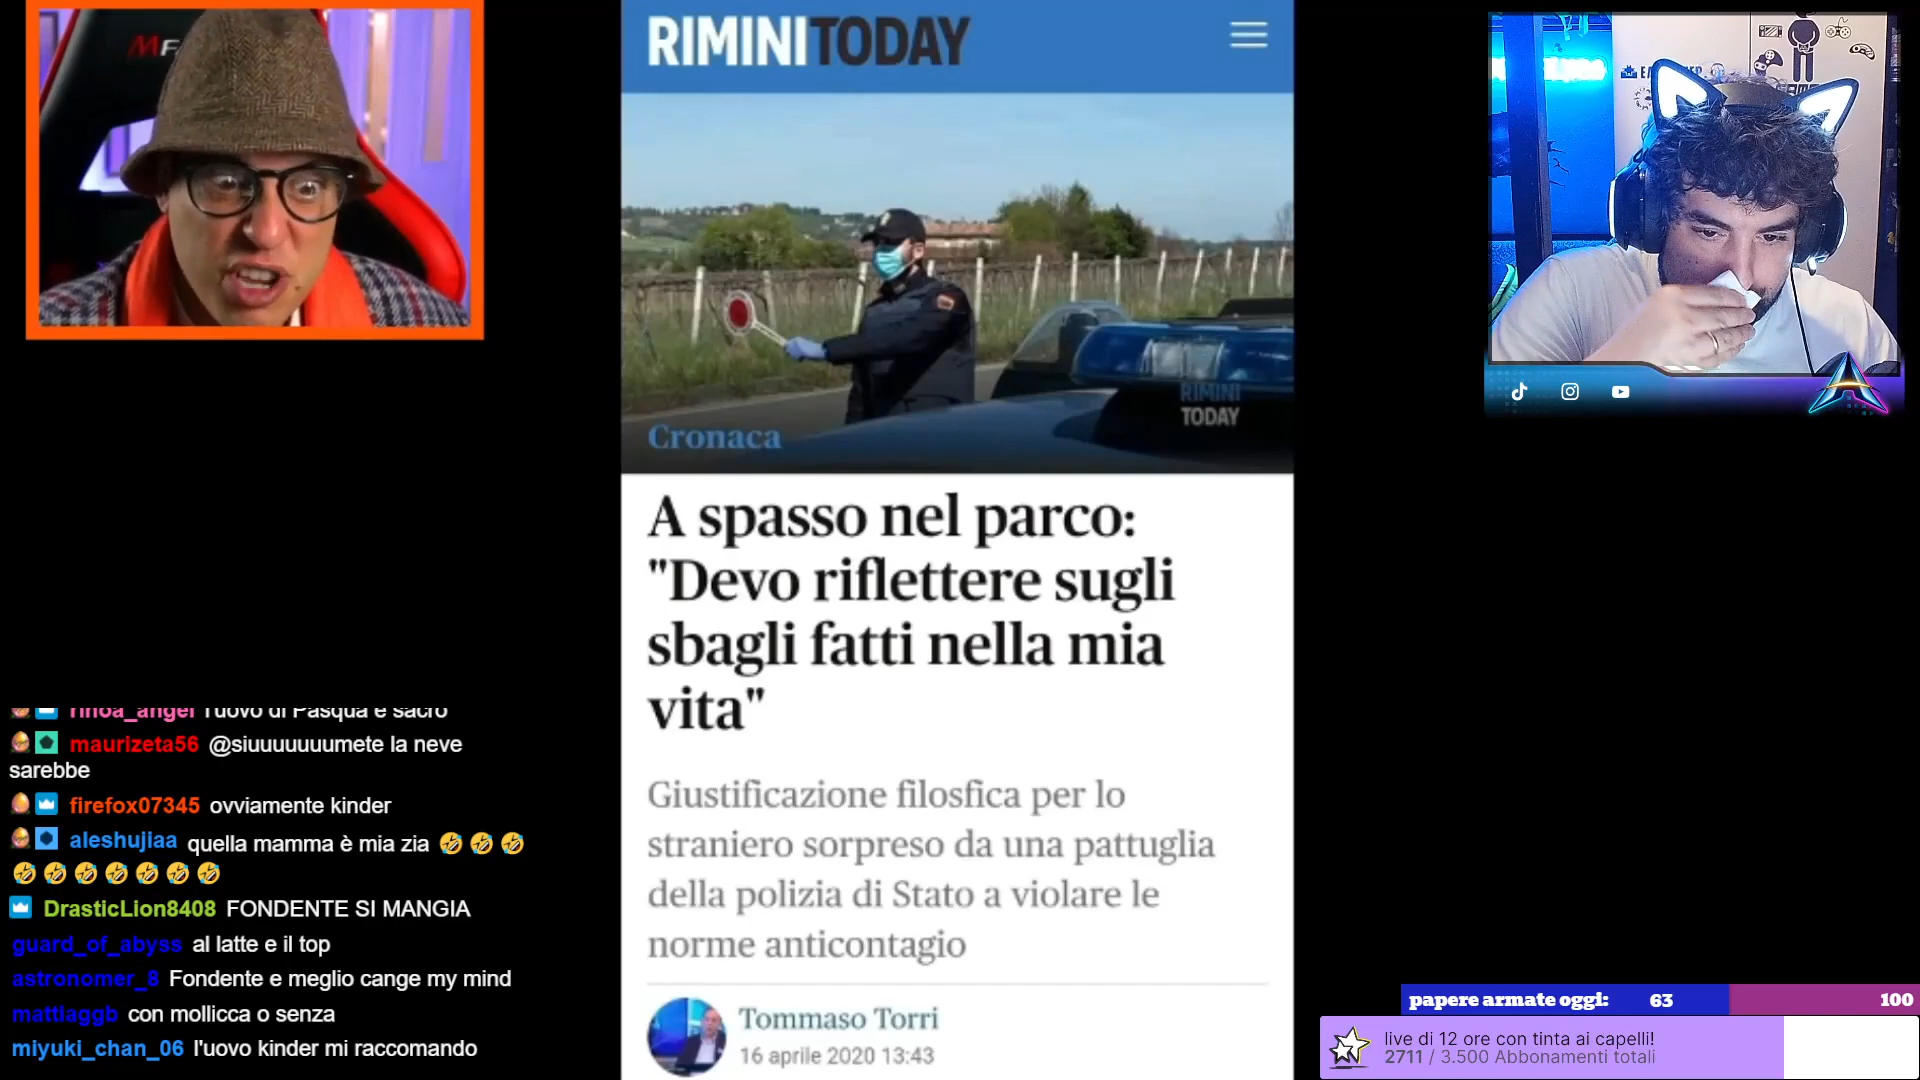 RIMINITODAY
RIMINI
TODAY
Cronaca
A spasso nel parco:
"Devo riflettere sugli
sbagli fatti nella mia
vita"
Giustificazione filosfica per lo
straniero sorpreso da una pattuglia
della polizia di Stato a violare le
norme anticontagio
Tommaso Torri
16 aprile 2020 13:43
rinoa_angel l'uovo di Pasqua è sacro
maurizeta56 @siuuuuuuumete la neve
sarebbe
firefox07345 ovviamente kinder
aleshujiaa quella mamma è mia zia 🤣 🤣 🤣
🤣 🤣 🤣 🤣 🤣 🤣 🤣
DrasticLion8408 FONDENTE SI MANGIA
guard_of_abyss al latte e il top
astronomer_8 Fondente e meglio cange my mind
mattiaggb con mollicca o senza
miyuki_chan_06 l'uovo kinder mi raccomando
papere armate oggi: 63 100
live di 12 ore con tinta ai capelli!
2711 / 3.500 Abbonamenti totali